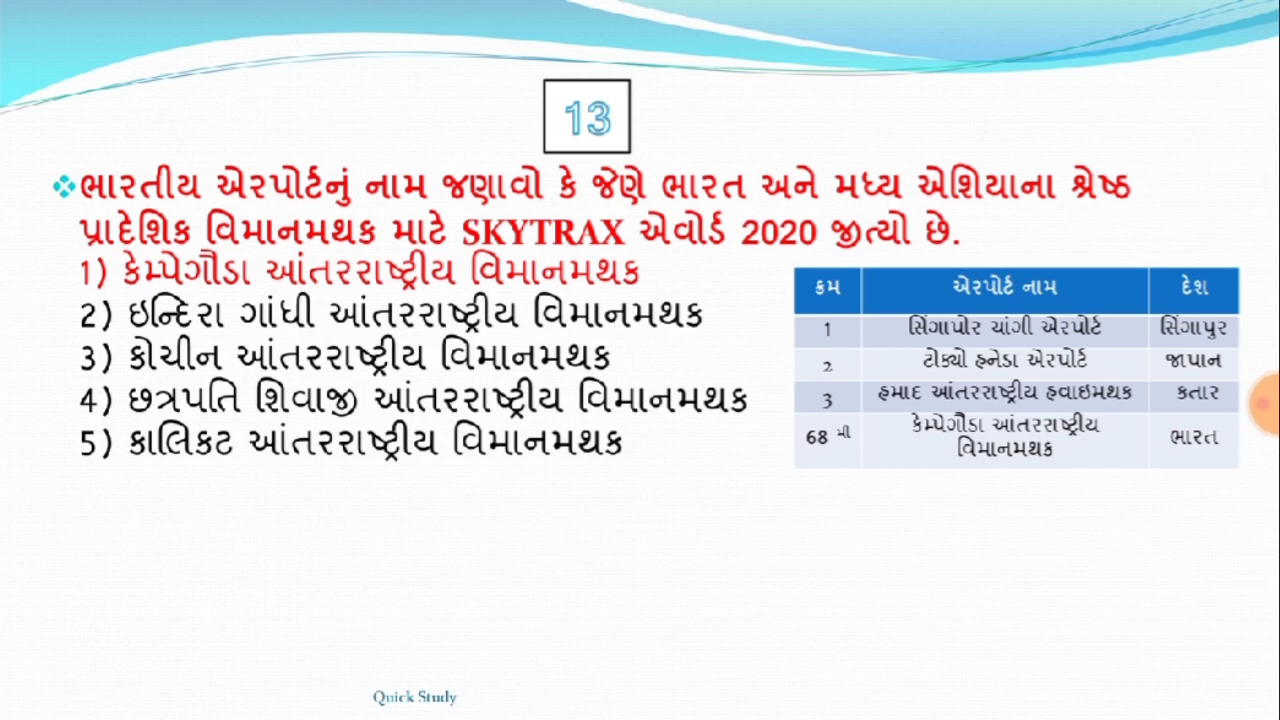 13
ભારતીય એરપોર્ટનું નામ જણાવો કે જેણે ભારત અને મધ્ય એશિયાના શ્રેષ્ઠ
પ્રાદેશિક વિમાનમથક માટે SKYTRAX એવોર્ડ 2020 જીત્યો છે.
1) કેમ્પેગૌડા આંતરરાષ્ટ્રીય વિમાનમથક
2) ઇન્દિરા ગાંધી આંતરરાષ્ટ્રીય વિમાનમથક
3) કોચીન આંતરરાષ્ટ્રીય વિમાનમથક
4) છત્રપતિ શિવાજી આંતરરાષ્ટ્રીય વિમાનમથક
5) કાલિકટ આંતરરાષ્ટ્રીય વિમાનમથક
ક્રમ એરપોર્ટ નામ દેશ
1 સિંગાપોર ચાંગી એરપોર્ટ સિંગાપુર
2 ટોક્યો હનેડા એરપોર્ટ જાપાન
3 હમાદ આંતરરાષ્ટ્રીય હવાઇમથક કતાર
68 મી કેમ્પેગૌડા આંતરરાષ્ટ્રીય
વિમાનમથક ભારત
Quick Study